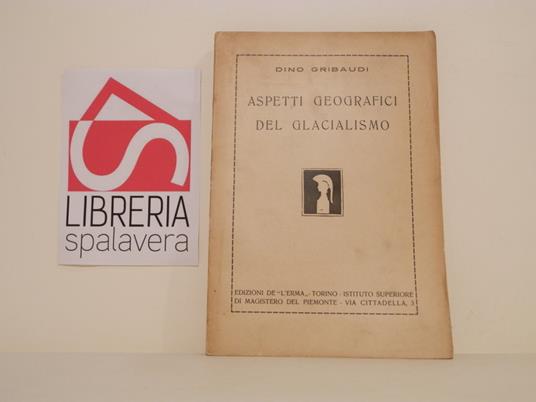 LIBRERIA
spalavera
DINO GRIBAUDI
ASPETTI GEOGRAFICI
DEL GLACIALISMO
EDIZIONI DE "L'ERMA„ - TORINO - ISTITUTO SUPERIORE
DI MAGISTERO DEL PIEMONTE - VIA CITTADELLA, 3